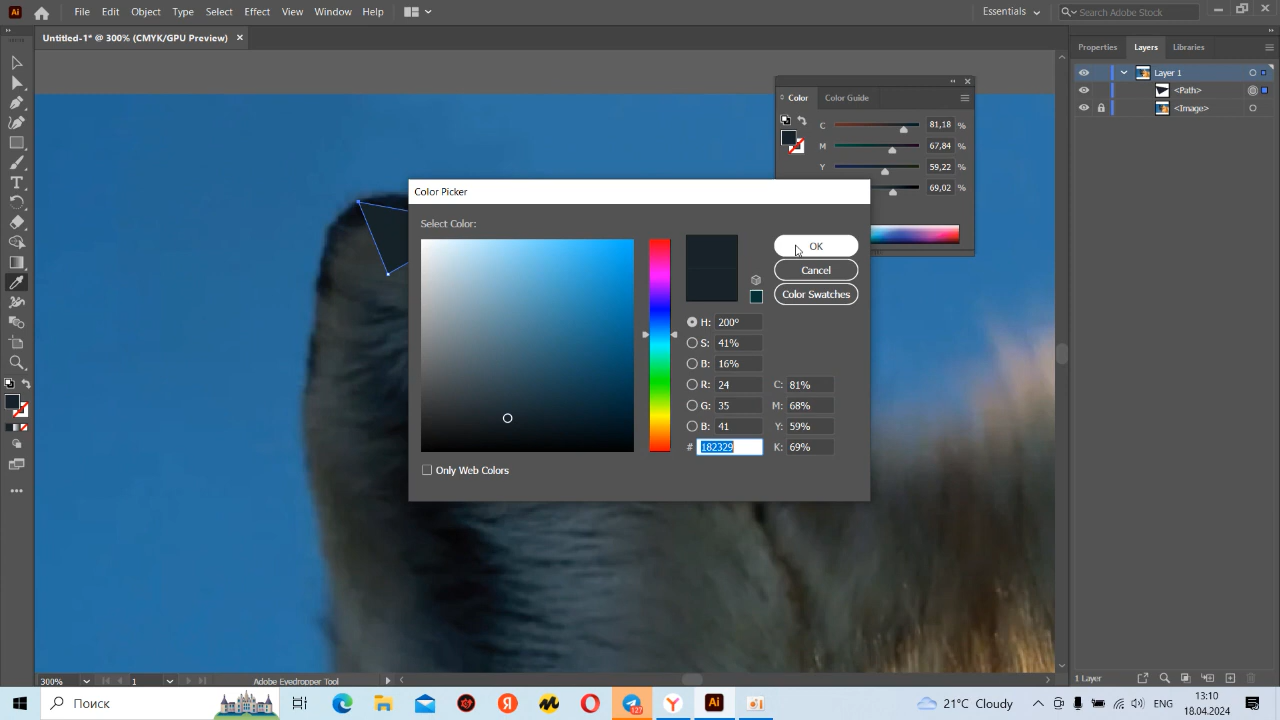 Ai File Edit Object Type Select Effect View Window Help Essentials Search Adobe Stock
Untitled-1* @ 300% (CMYK/GPU Preview) ×
Properties Layers Libraries
Layer 1
<Path>
<Image>
Color Color Guide
C 81,18 %
M 67,84 %
Y 59,22 %
69,02 %
Color Picker
Select Color:
OK
Cancel
Color Swatches
H: 200º
S: 41%
B: 16%
R: 24 C: 81%
G: 35 M: 68%
B: 41 Y: 59%
# 182329 K: 69%
Only Web Colors
300% 1 Adobe Eyedropper Tool
1 Layer
Поиск
127
Ai
21°C Cloudy
ENG
13:10
18.04.2024